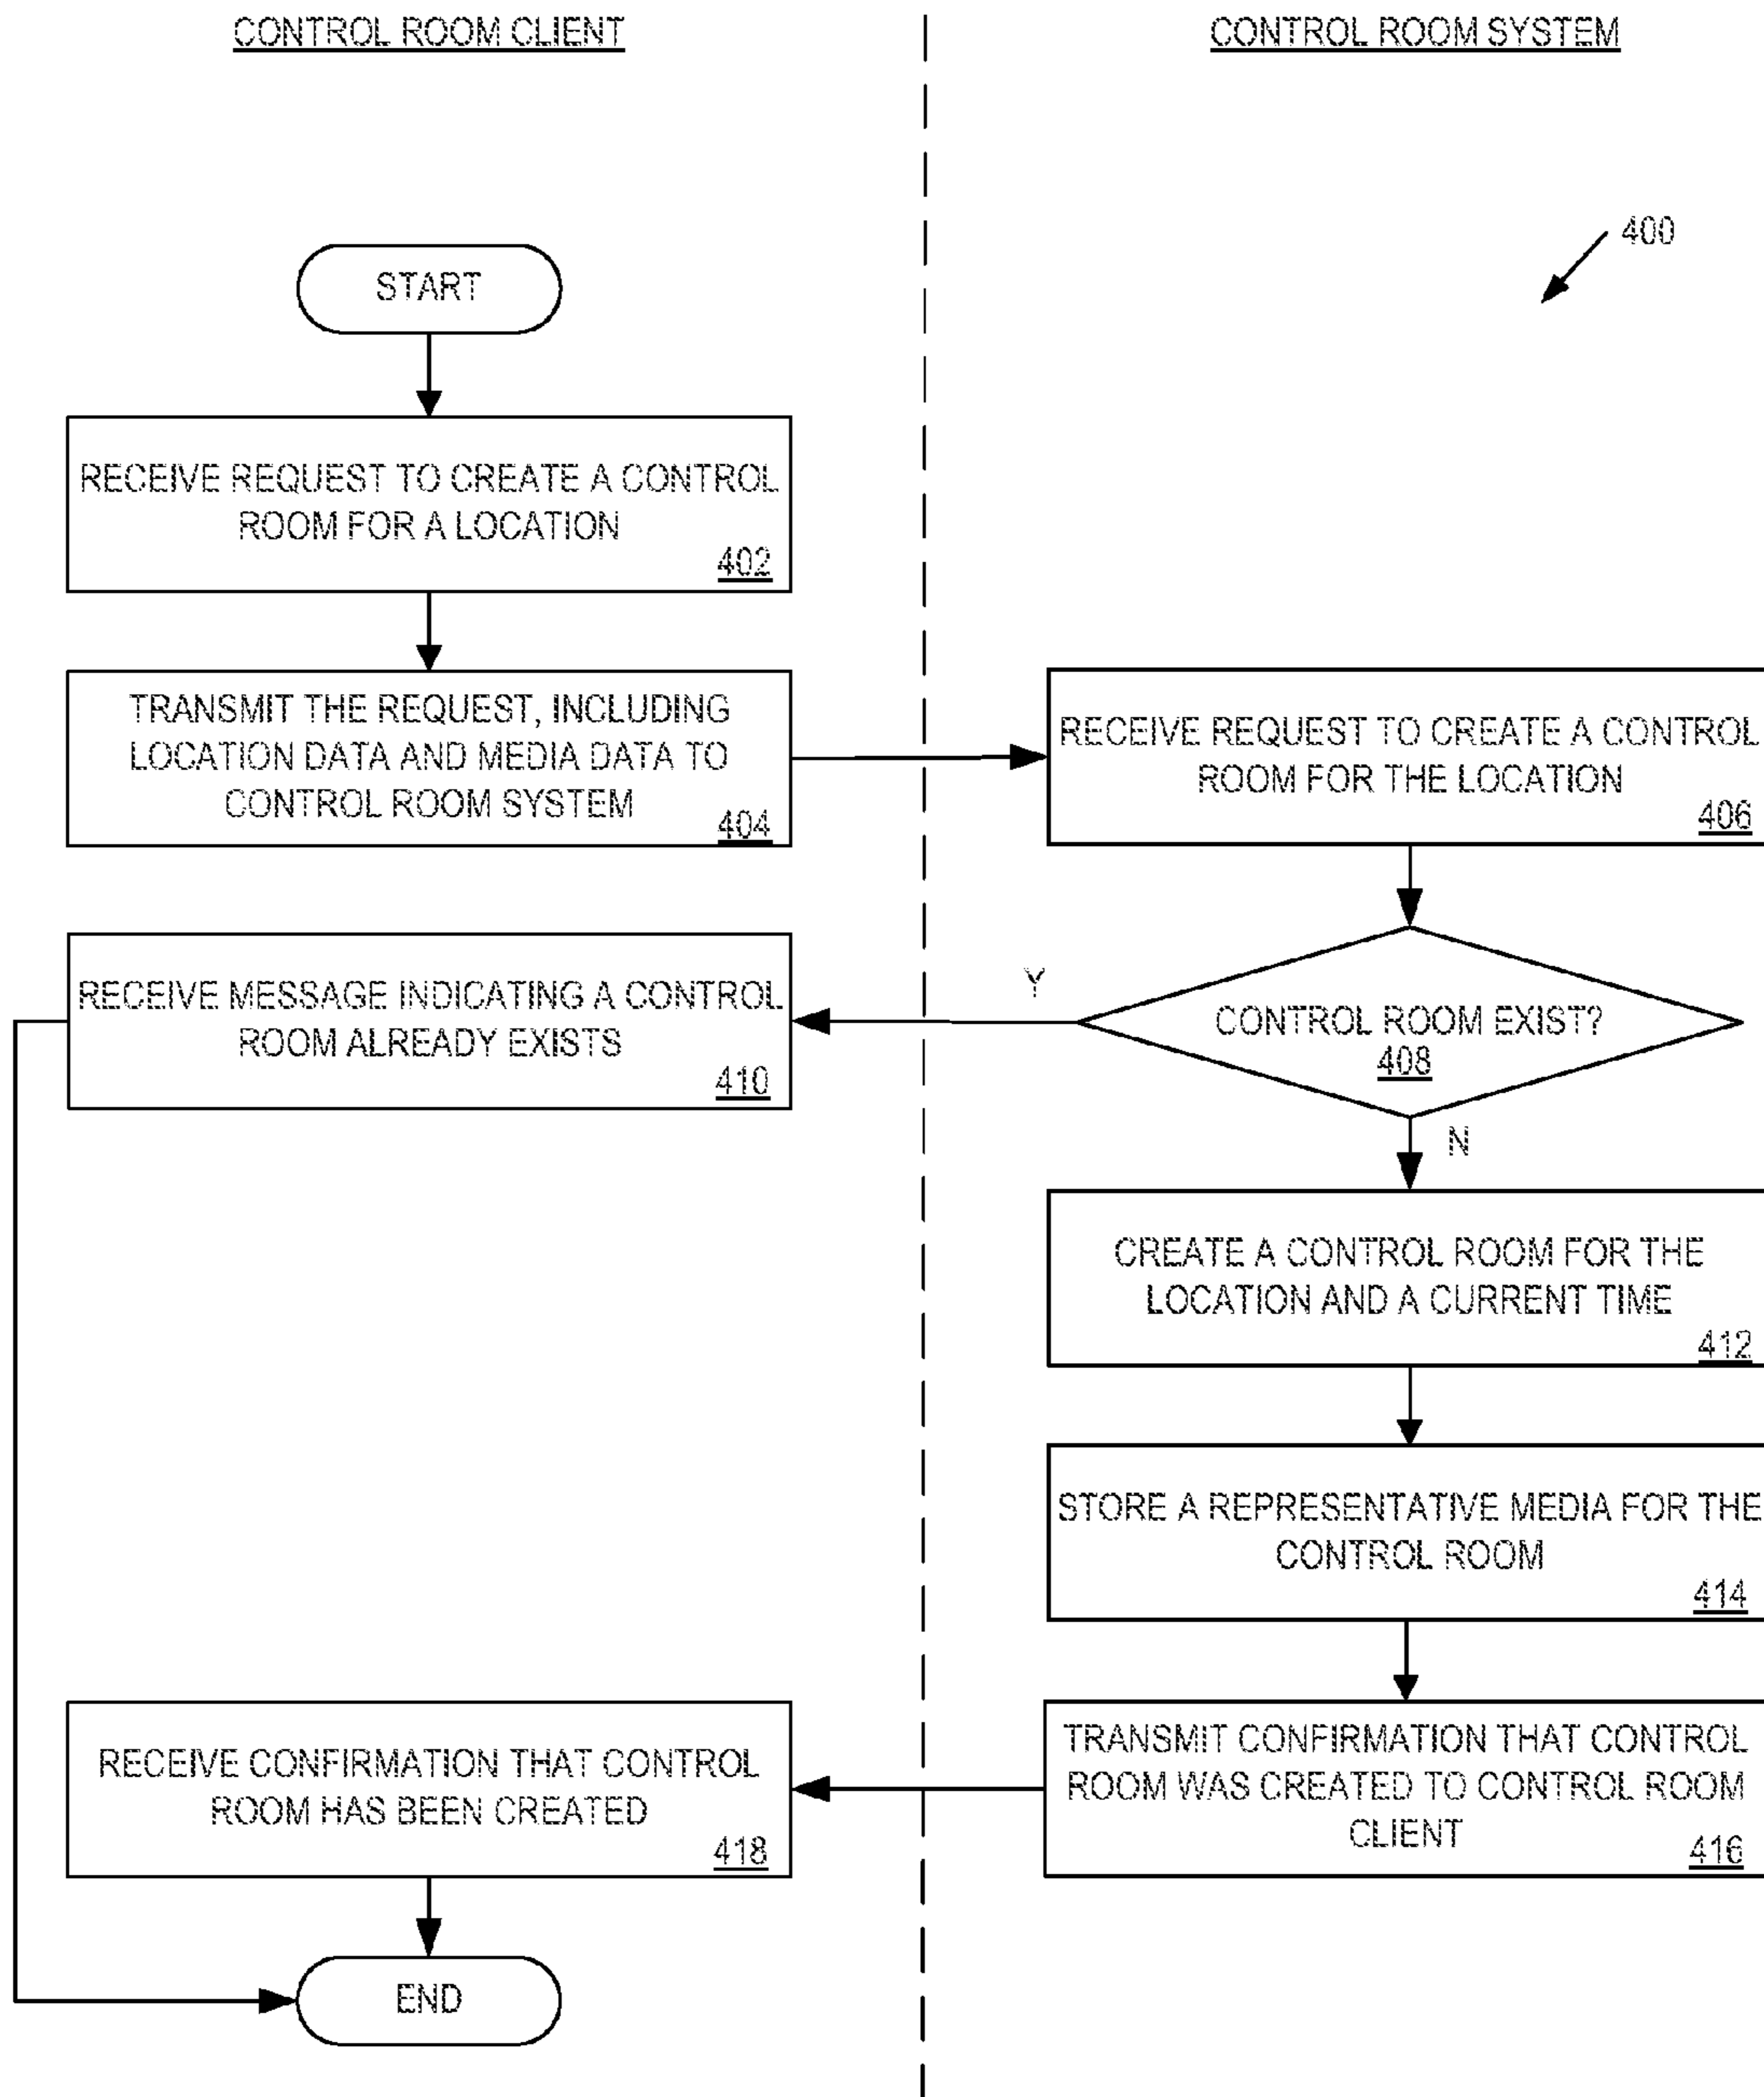 CONTROL ROOM CLIENT
CONTROL ROOM SYSTEM
400
START
RECEIVE REQUEST TO CREATE A CONTROL
ROOM FOR A LOCATION
402
TRANSMIT THE REQUEST, INCLUDING
LOCATION DATA AND MEDIA DATA TO
CONTROL ROOM SYSTEM
404
RECEIVE REQUEST TO CREATE A CONTROL
ROOM FOR THE LOCATION
406
CONTROL ROOM EXIST?
408
Y
RECEIVE MESSAGE INDICATING A CONTROL
ROOM ALREADY EXISTS
410
N
CREATE A CONTROL ROOM FOR THE
LOCATION AND A CURRENT TIME
412
STORE A REPRESENTATIVE MEDIA FOR THE
CONTROL ROOM
414
TRANSMIT CONFIRMATION THAT CONTROL
ROOM WAS CREATED TO CONTROL ROOM
CLIENT
416
RECEIVE CONFIRMATION THAT CONTROL
ROOM HAS BEEN CREATED
418
END